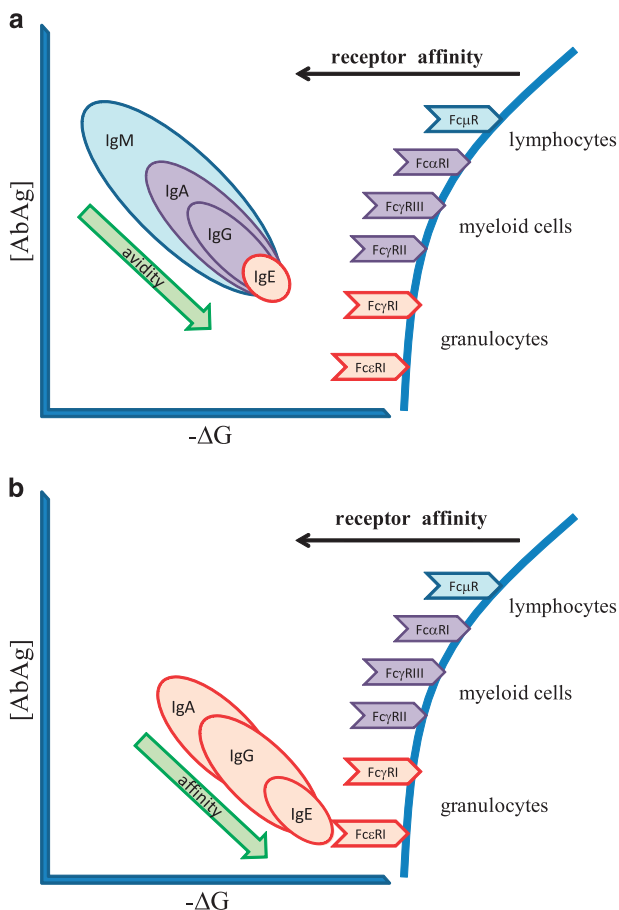 a
receptor affinity
FcμR
lymphocytes
IgM
FcαRI
IgA
FcγRIII
myeloid cells
IgG
FcγRII
[AbAg]
avidity
IgE
FcγRI
granulocytes
FcεRI
-ΔG
b
receptor affinity
FcμR
lymphocytes
FcαRI
[AbAg]
IgA
FcγRIII
myeloid cells
FcγRII
IgG
affinity
FcγRI
IgE
granulocytes
FcεRI
-ΔG